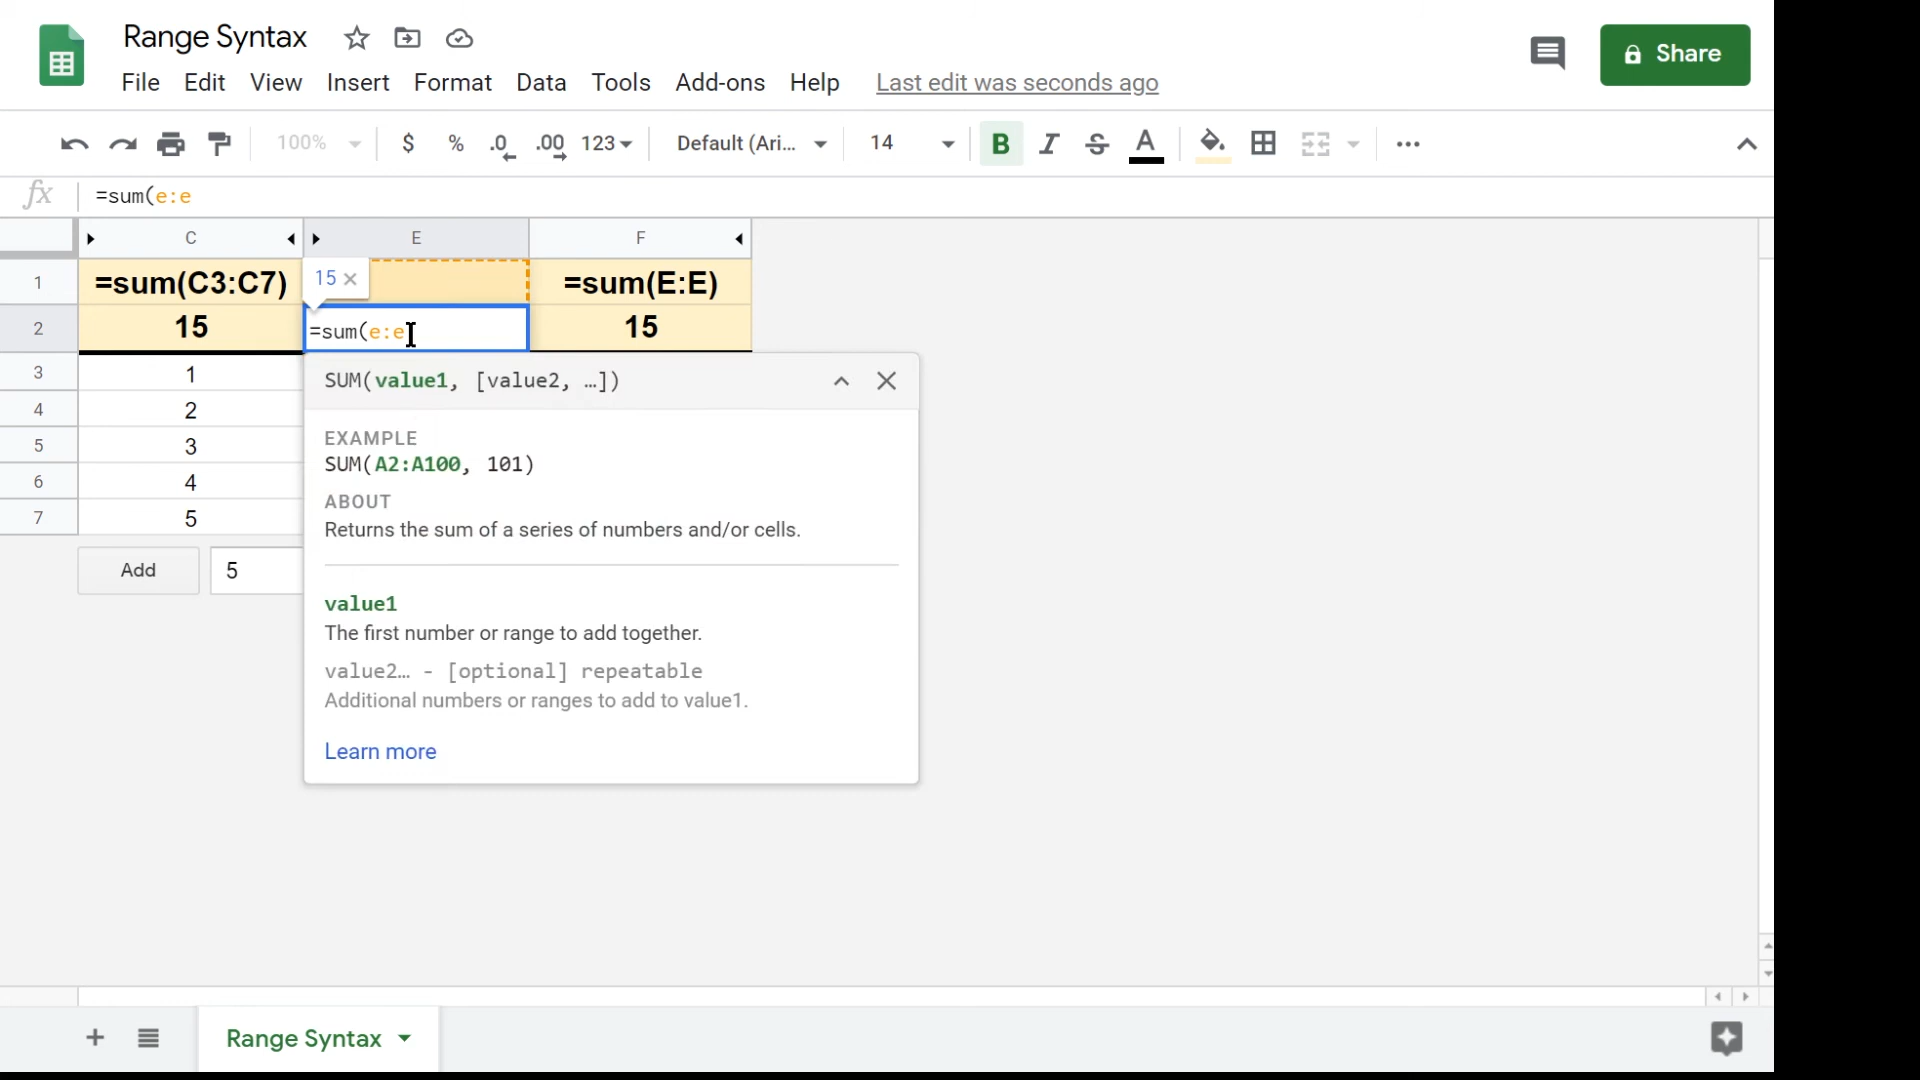 Range Syntax
File Edit View Insert Format Data Tools Add-ons Help Last edit was seconds ago
Share
100% $ % .0 .00 123 Default (Ari... 14 B I S A
fx =sum(e:e
C E F
1 =sum(C3:C7) 15 × =sum(E:E)
2 15 =sum(e:e 15
3 1
4 2
5 3
6 4
7 5
SUM(value1, [value2, …])
EXAMPLE
SUM(A2:A100, 101)
ABOUT
Returns the sum of a series of numbers and/or cells.
Add 5
value1
The first number or range to add together.
value2… - [optional] repeatable
Additional numbers or ranges to add to value1.
Learn more
Range Syntax